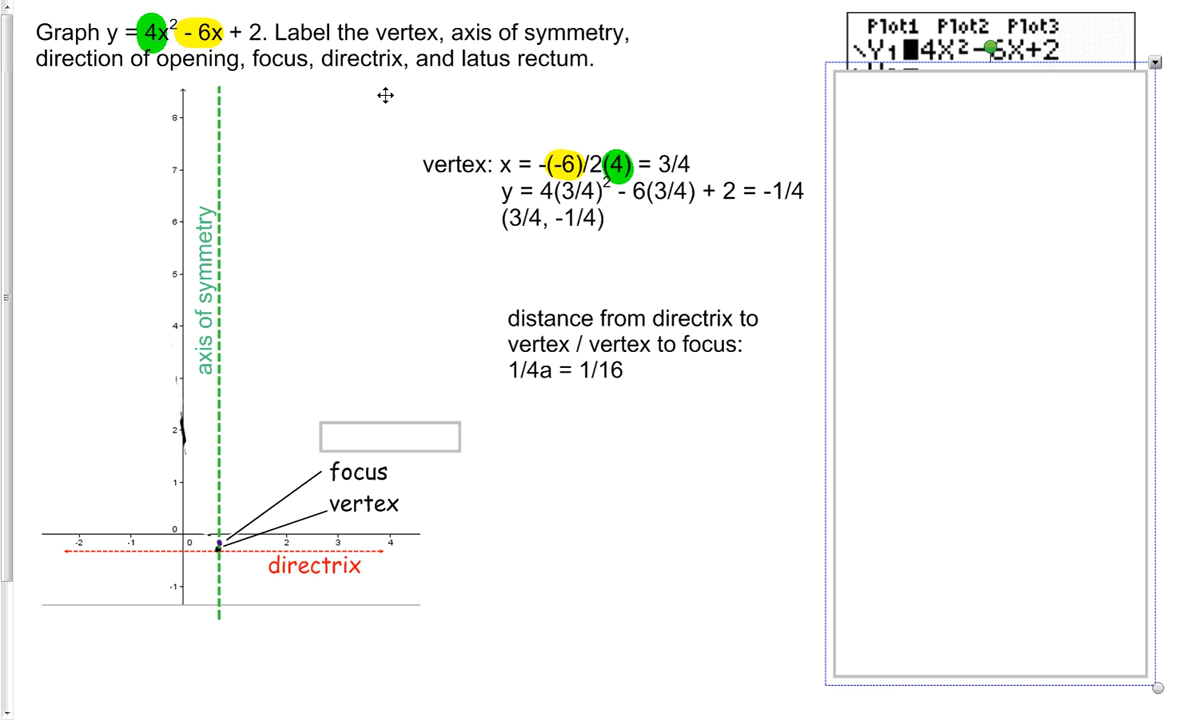 Graph y = 4x² - 6x + 2. Label the vertex, axis of symmetry,
direction of opening, focus, directrix, and latus rectum.
Plot1 Plot2 Plot3
\Y1■4X²-6X+2
vertex: x = -(-6)/2(4) = 3/4
y = 4(3/4)² - 6(3/4) + 2 = -1/4
(3/4, -1/4)
distance from directrix to
vertex / vertex to focus:
1/4a = 1/16
axis of symmetry
8
7
6
5
4
2
1
0
-2 -1 0 2 3 4
-1
focus
vertex
directrix